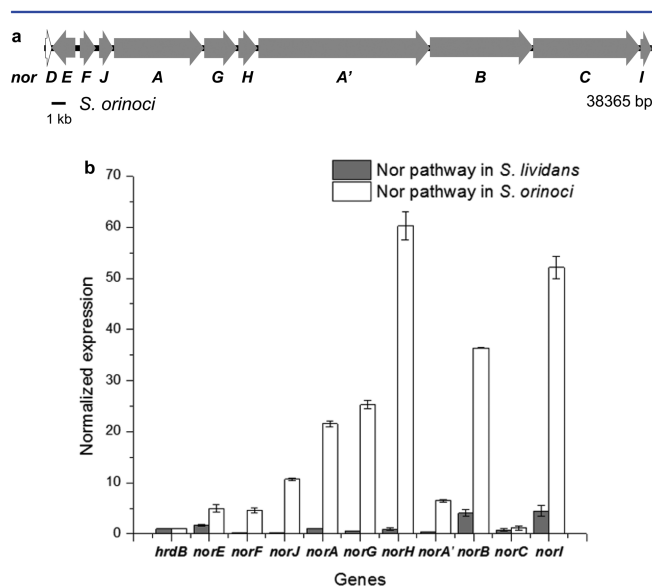 a
nor D E F J A G H A' B C I
1 kb S. orinoci 38365 bp
b
Nor pathway in S. lividans
Nor pathway in S. orinoci
70
60
50
40
30
20
10
0
Normalized expression
hrdB norE norF norJ norA norG norH norA' norB norC norI
Genes